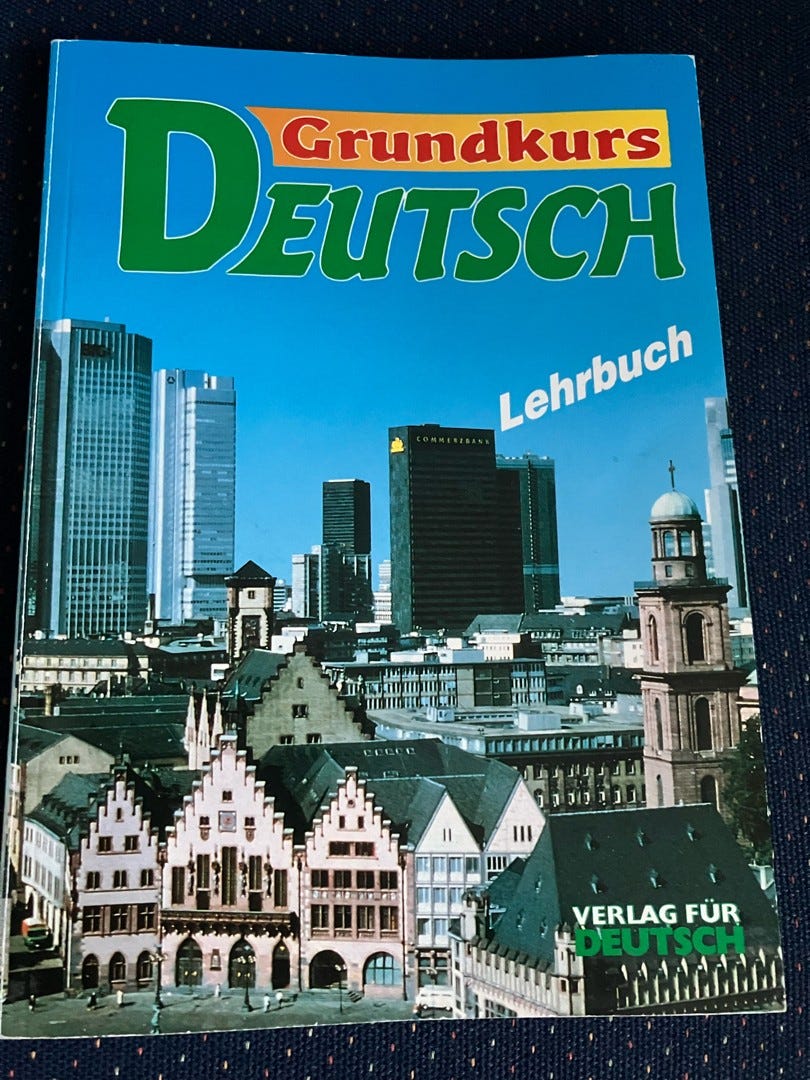 Grundkurs
DEUTSCH
Lehrbuch
COMMERZBANK
VERLAG FÜR
DEUTSCH